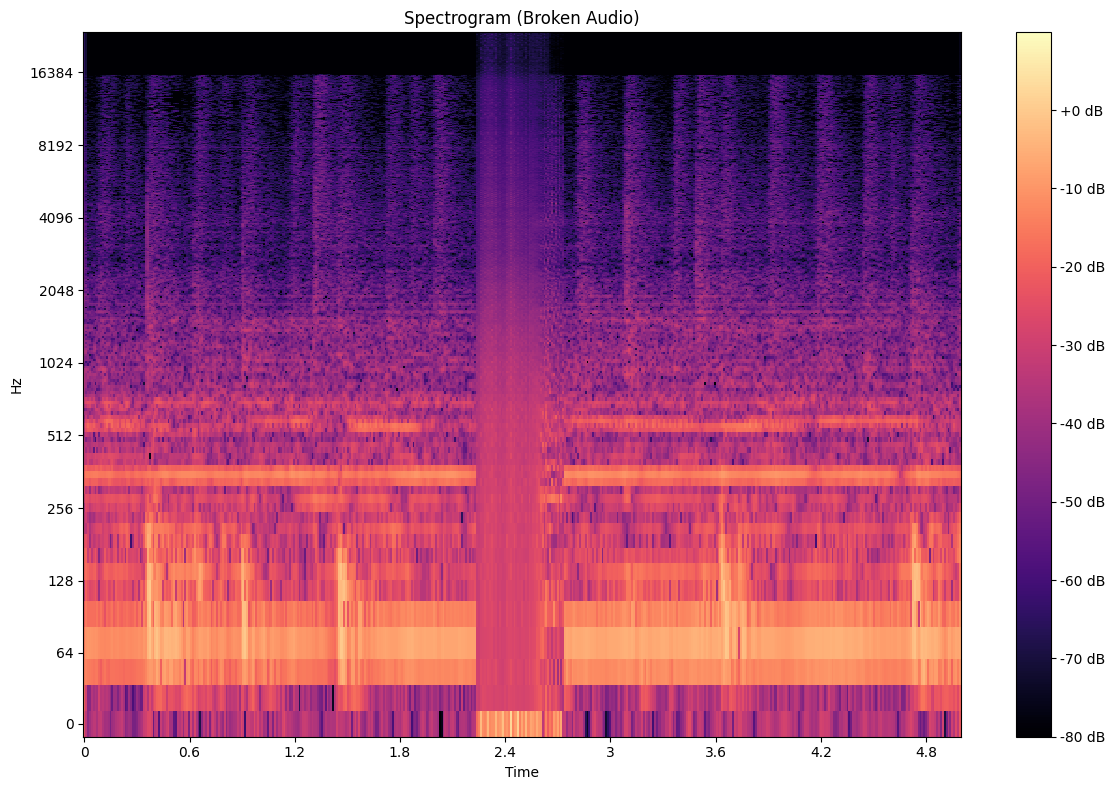 Spectrogram (Broken Audio)
16384
8192
4096
2048
1024
512
256
128
64
0
Hz
0
0.6
1.2
1.8
2.4
3
3.6
4.2
4.8
Time
+0 dB
-10 dB
-20 dB
-30 dB
-40 dB
-50 dB
-60 dB
-70 dB
-80 dB